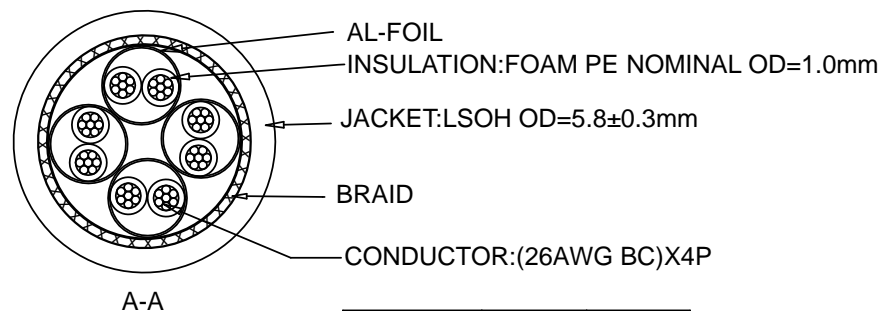 AL-FOIL
INSULATION:FOAM PE NOMINAL OD=1.0mm
JACKET:LSOH OD=5.8±0.3mm
BRAID
CONDUCTOR:(26AWG BC)X4P
A-A